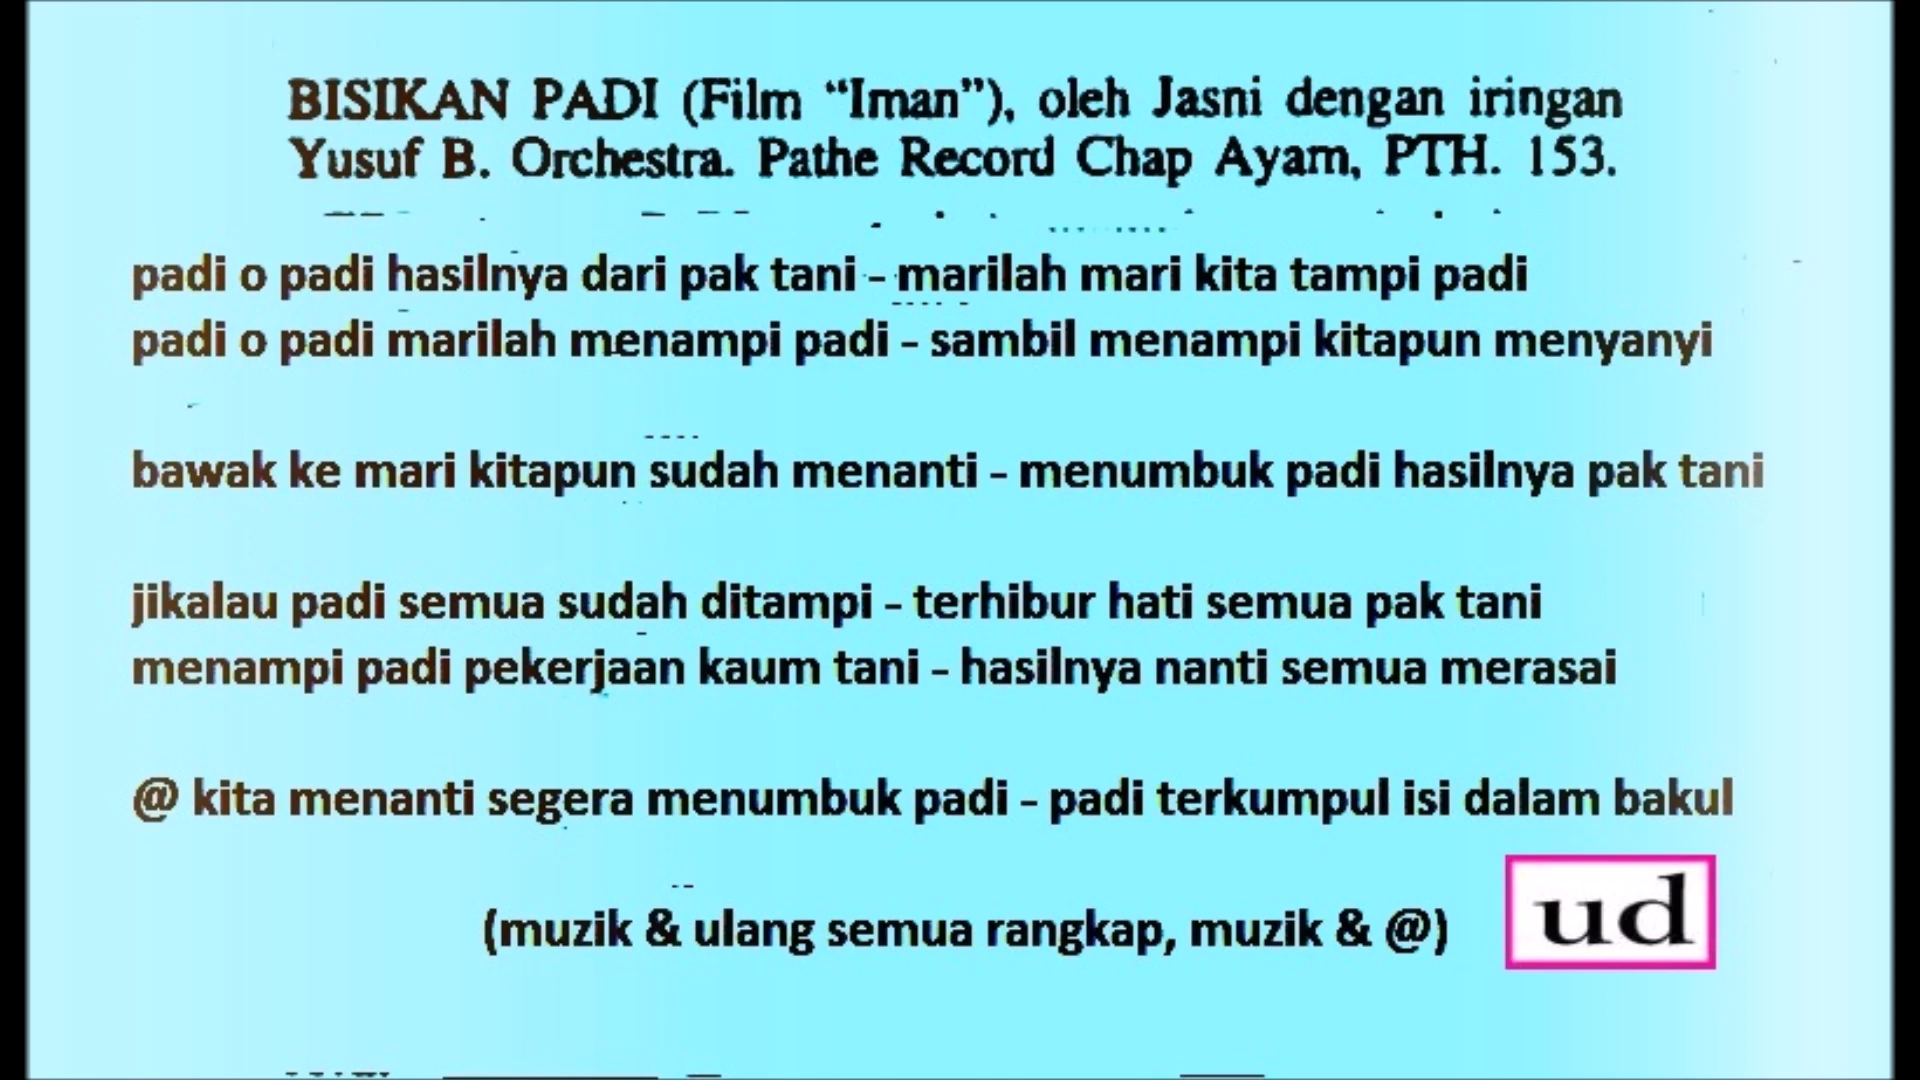 BISIKAN PADI (Film “Iman”), oleh Jasni dengan iringan
Yusuf B. Orchestra. Pathe Record Chap Ayam, PTH. 153.
padi o padi hasilnya dari pak tani - marilah mari kita tampi padi
padi o padi marilah menampi padi - sambil menampi kitapun menyanyi
bawak ke mari kitapun sudah menanti - menumbuk padi hasilnya pak tani
jikalau padi semua sudah ditampi - terhibur hati semua pak tani
menampi padi pekerjaan kaum tani - hasilnya nanti semua merasai
@ kita menanti segera menumbuk padi - padi terkumpul isi dalam bakul
(muzik & ulang semua rangkap, muzik & @)
ud